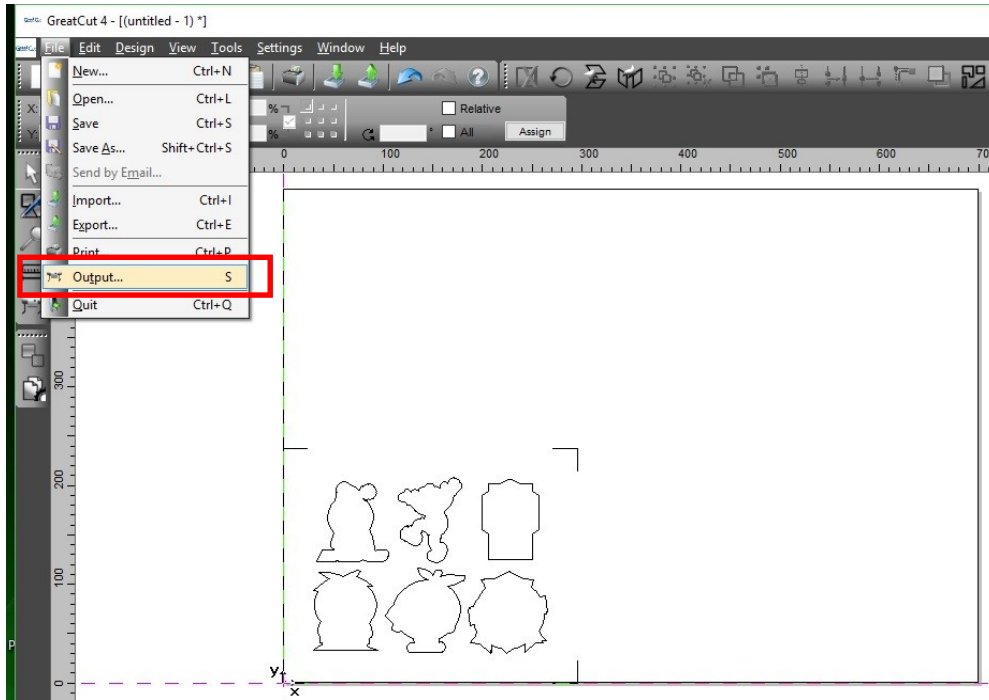 GreatCut 4 - [(untitled - 1) *]
File Edit Design View Tools Settings Window Help
New... Ctrl+N
Open... Ctrl+L
Save Ctrl+S
Save As... Shift+Ctrl+S
Send by Email...
Import... Ctrl+I
Export... Ctrl+E
Print Ctrl+P
Output... S
Quit Ctrl+Q
X: % Relative
Y: % ° All Assign
0 100 200 300 400 500 600 70
300
200
100
0
y
x
P